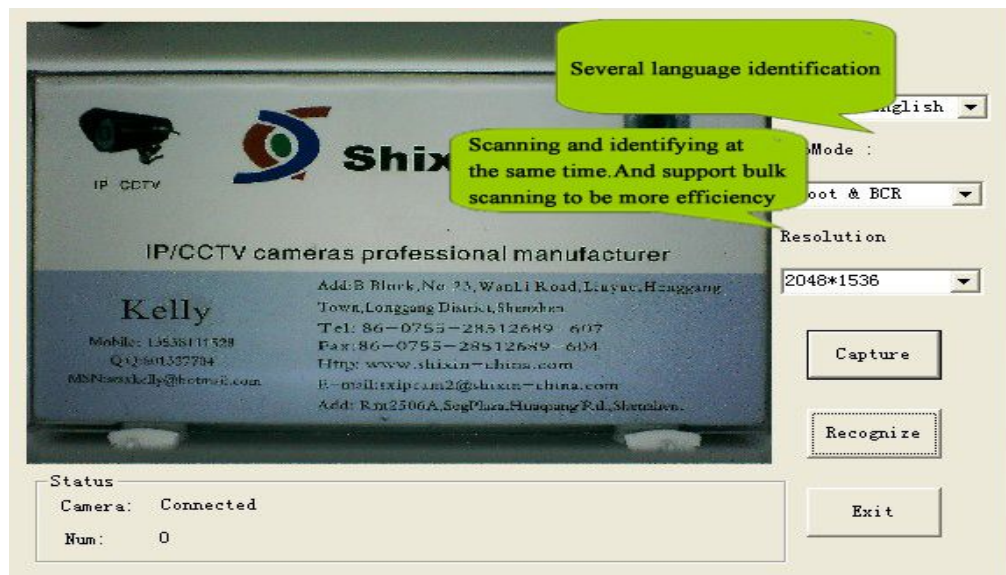 Several language identification
nglish
Scanning and identifying at
the same time.And support bulk
scanning to be more efficiency
Mode :
oot & BCR
Resolution
2048*1536
Capture
Recognize
Exit
IP CCTV
Shix
IP/CCTV cameras professional manufacturer
Kelly
Mobile:
Add:B Block,No 23,WanLi Road,
Town,Longgang District,Shenzhen
Tel: 86-0755-28512689-607
Fax:86-0755-28512689-604
Http: www.shixin-china.com
E-mail:sxipcam2@shixin-china.com
Add: Rm2506A,SegPlaza,Huaqiang Rd.,Shenzhen.
Status
Camera: Connected
Num: 0